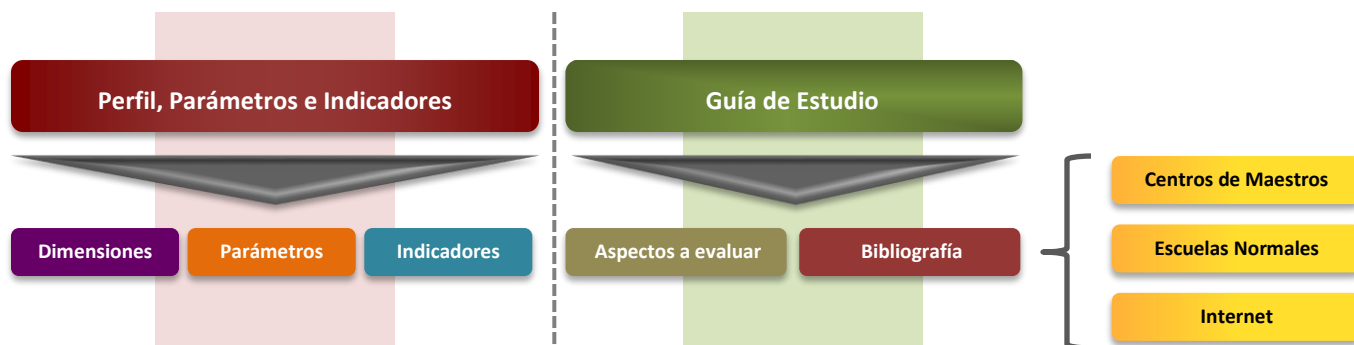 Perfil, Parámetros e Indicadores
Guía de Estudio
Dimensiones
Parámetros
Indicadores
Aspectos a evaluar
Bibliografía
Centros de Maestros
Escuelas Normales
Internet